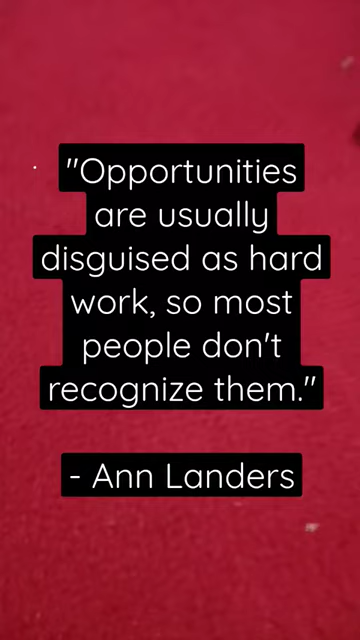 "Opportunities
are usually
disguised as hard
work, so most
people don't
recognize them."
- Ann Landers